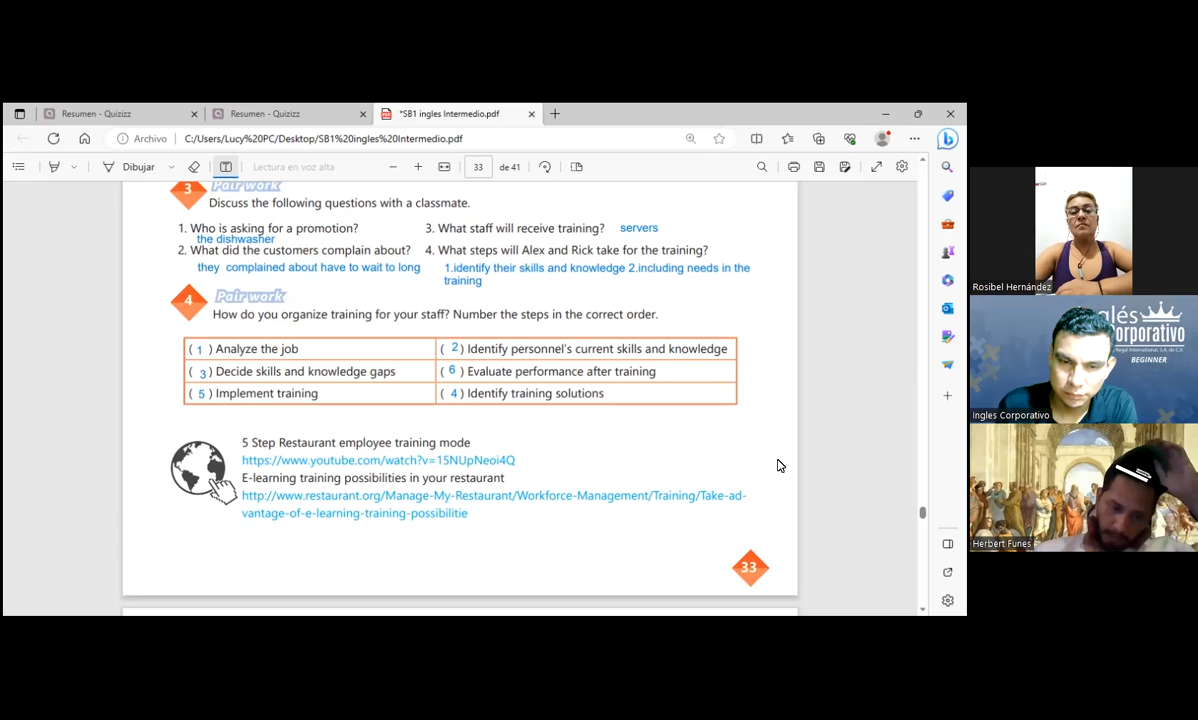 Resumen - Quizizz
Resumen - Quizizz
*SB1 ingles Intermedio.pdf
Archivo
C:/Users/Lucy%20PC/Desktop/SB1%20ingles%20Intermedio.pdf
Dibujar
Lectura en voz alta
33
de 41
3
Pair work
Discuss the following questions with a classmate.
1. Who is asking for a promotion?
the dishwasher
2. What did the customers complain about?
they complained about have to wait to long
3. What staff will receive training?
servers
4. What steps will Alex and Rick take for the training?
1.identify their skills and knowledge 2.including needs in the
training
4
Pair work
How do you organize training for your staff? Number the steps in the correct order.
( 1 ) Analyze the job
( 2 ) Identify personnel's current skills and knowledge
( 3 ) Decide skills and knowledge gaps
( 6 ) Evaluate performance after training
( 5 ) Implement training
( 4 ) Identify training solutions
5 Step Restaurant employee training mode
https://www.youtube.com/watch?v=15NUpNeoi4Q
E-learning training possibilities in your restaurant
http://www.restaurant.org/Manage-My-Restaurant/Workforce-Management/Training/Take-ad-
vantage-of-e-learning-training-possibilitie
33
Rosibel Hernández
glés
orporativo
Regal International, S.A. de C.V.
BEGINNER
Ingles Corporativo
Herbert Funes